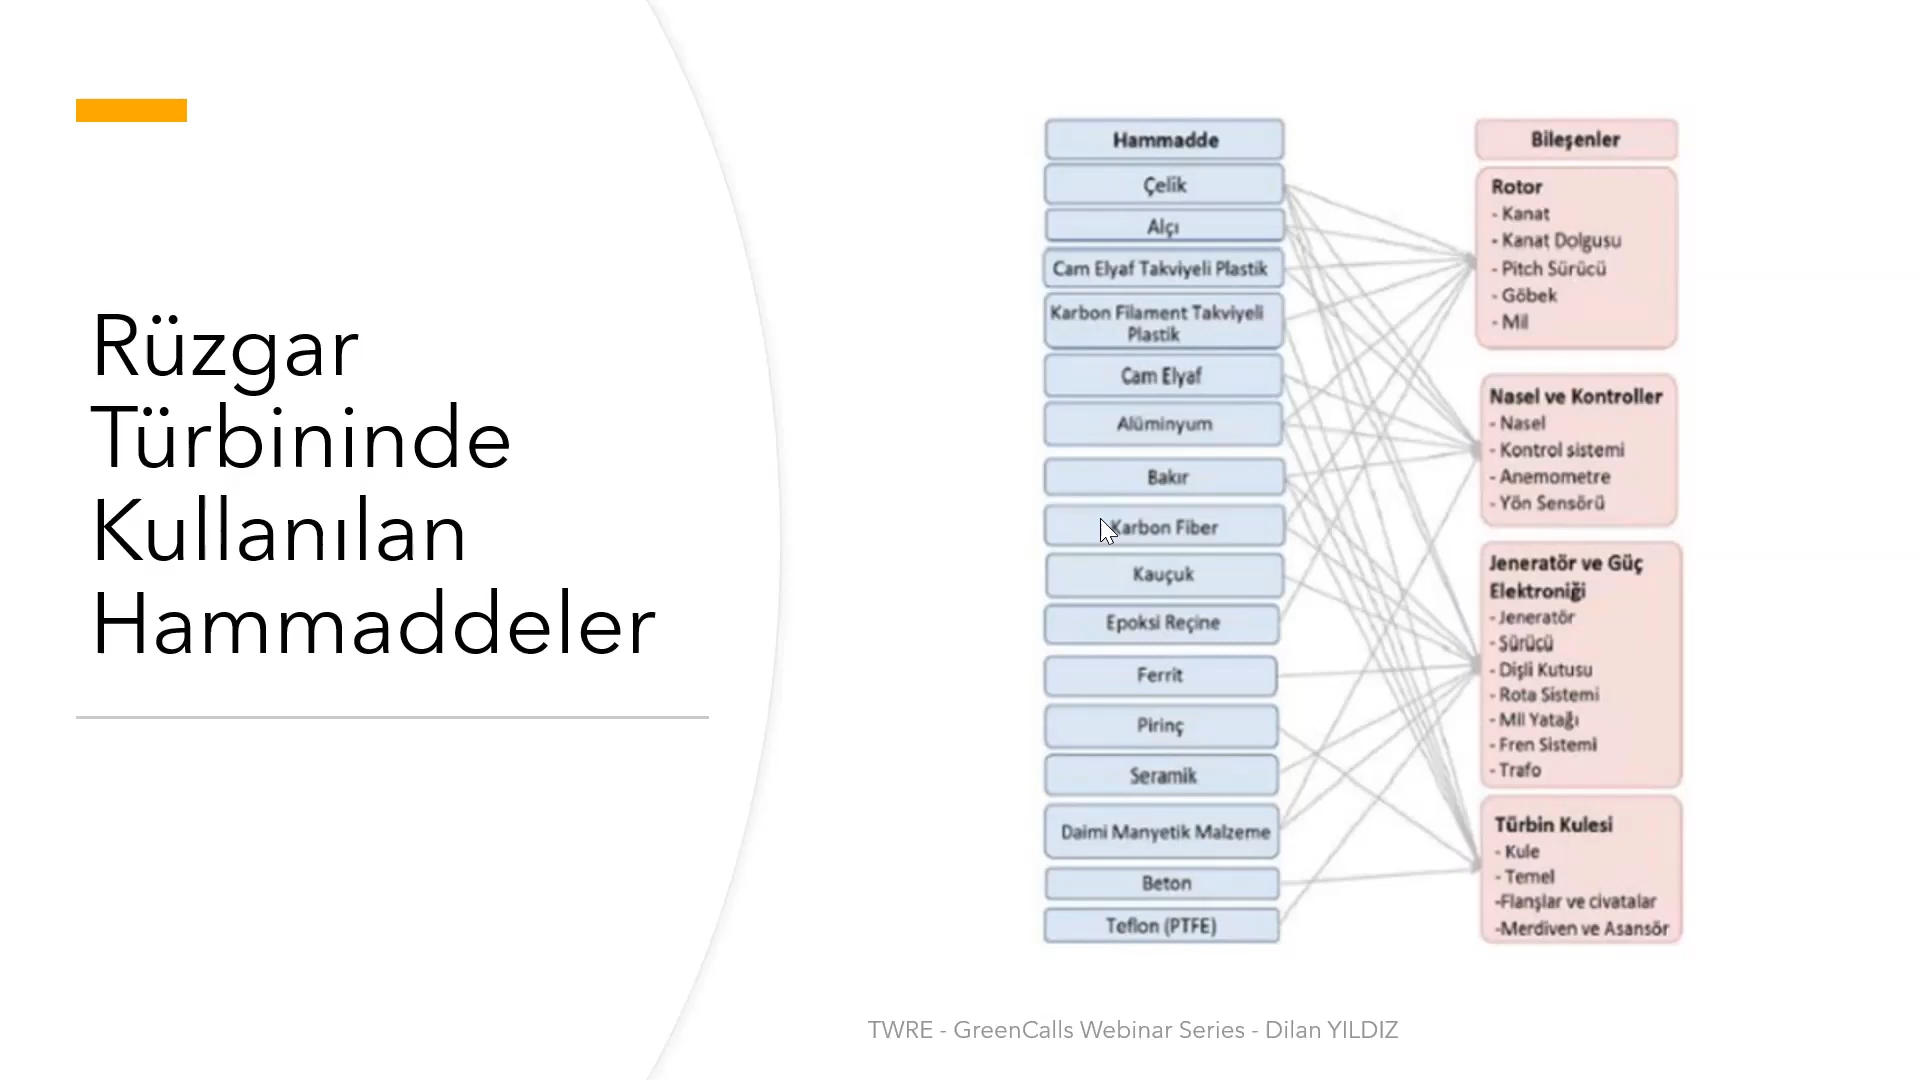 Rüzgar
Türbininde
Kullanılan
Hammaddeler
Hammadde
Çelik
Alçı
Cam Elyaf Takviyeli Plastik
Karbon Filament Takviyeli
Plastik
Cam Elyaf
Alüminyum
Bakır
Karbon Fiber
Kauçuk
Epoksi Reçine
Ferrit
Pirinç
Seramik
Daimi Manyetik Malzeme
Beton
Teflon (PTFE)
Bileşenler
Rotor
- Kanat
- Kanat Dolgusu
- Pitch Sürücü
- Göbek
- Mil
Nasel ve Kontroller
- Nasel
- Kontrol sistemi
- Anemometre
- Yön Sensörü
Jeneratör ve Güç
Elektroniği
- Jeneratör
- Sürücü
- Dişli Kutusu
- Rota Sistemi
- Mil Yatağı
- Fren Sistemi
- Trafo
Türbin Kulesi
- Kule
- Temel
-Flanşlar ve civatalar
-Merdiven ve Asansör
TWRE - GreenCalls Webinar Series - Dilan YILDIZ